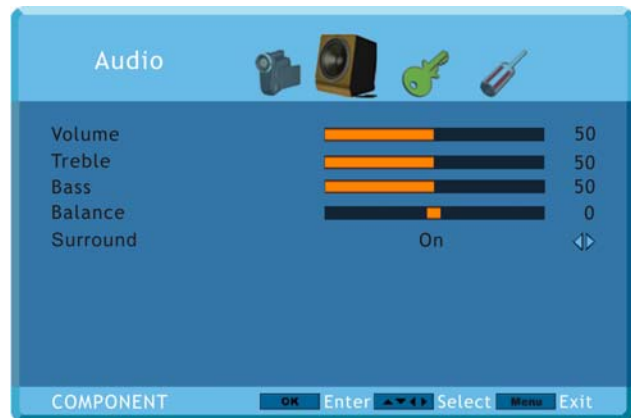 Audio
Volume 50
Treble 50
Bass 50
Balance 0
Surround On
COMPONENT OK Enter Select Menu Exit